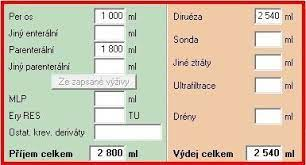 Per os 1 000 ml
Jiný enterální ml
Parenterální 1 800 ml
Jiný parenterální ml
Ze zapsané výživy
MLP ml
Ery RES TU
Ostat. krev. deriváty
Příjem celkem 2 800 ml
Diruéza 2 540 ml
Sonda ml
Jiné ztráty ml
Ultrafiltrace ml
Drény ml
Výdej celkem 2 540 ml